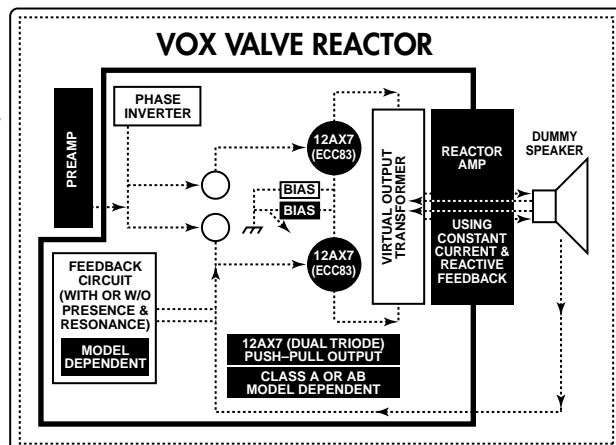 VOX VALVE REACTOR
PREAMP
PHASE
INVERTER
12AX7
(ECC83)
BIAS
BIAS
12AX7
(ECC83)
VIRTUAL OUTPUT
TRANSFORMER
REACTOR
AMP
USING
CONSTANT
CURRENT &
REACTIVE
FEEDBACK
DUMMY
SPEAKER
FEEDBACK
CIRCUIT
(WITH OR W/O
PRESENCE &
RESONANCE)
MODEL
DEPENDENT
12AX7 (DUAL TRIODE)
PUSH–PULL OUTPUT
CLASS A OR AB
MODEL DEPENDENT